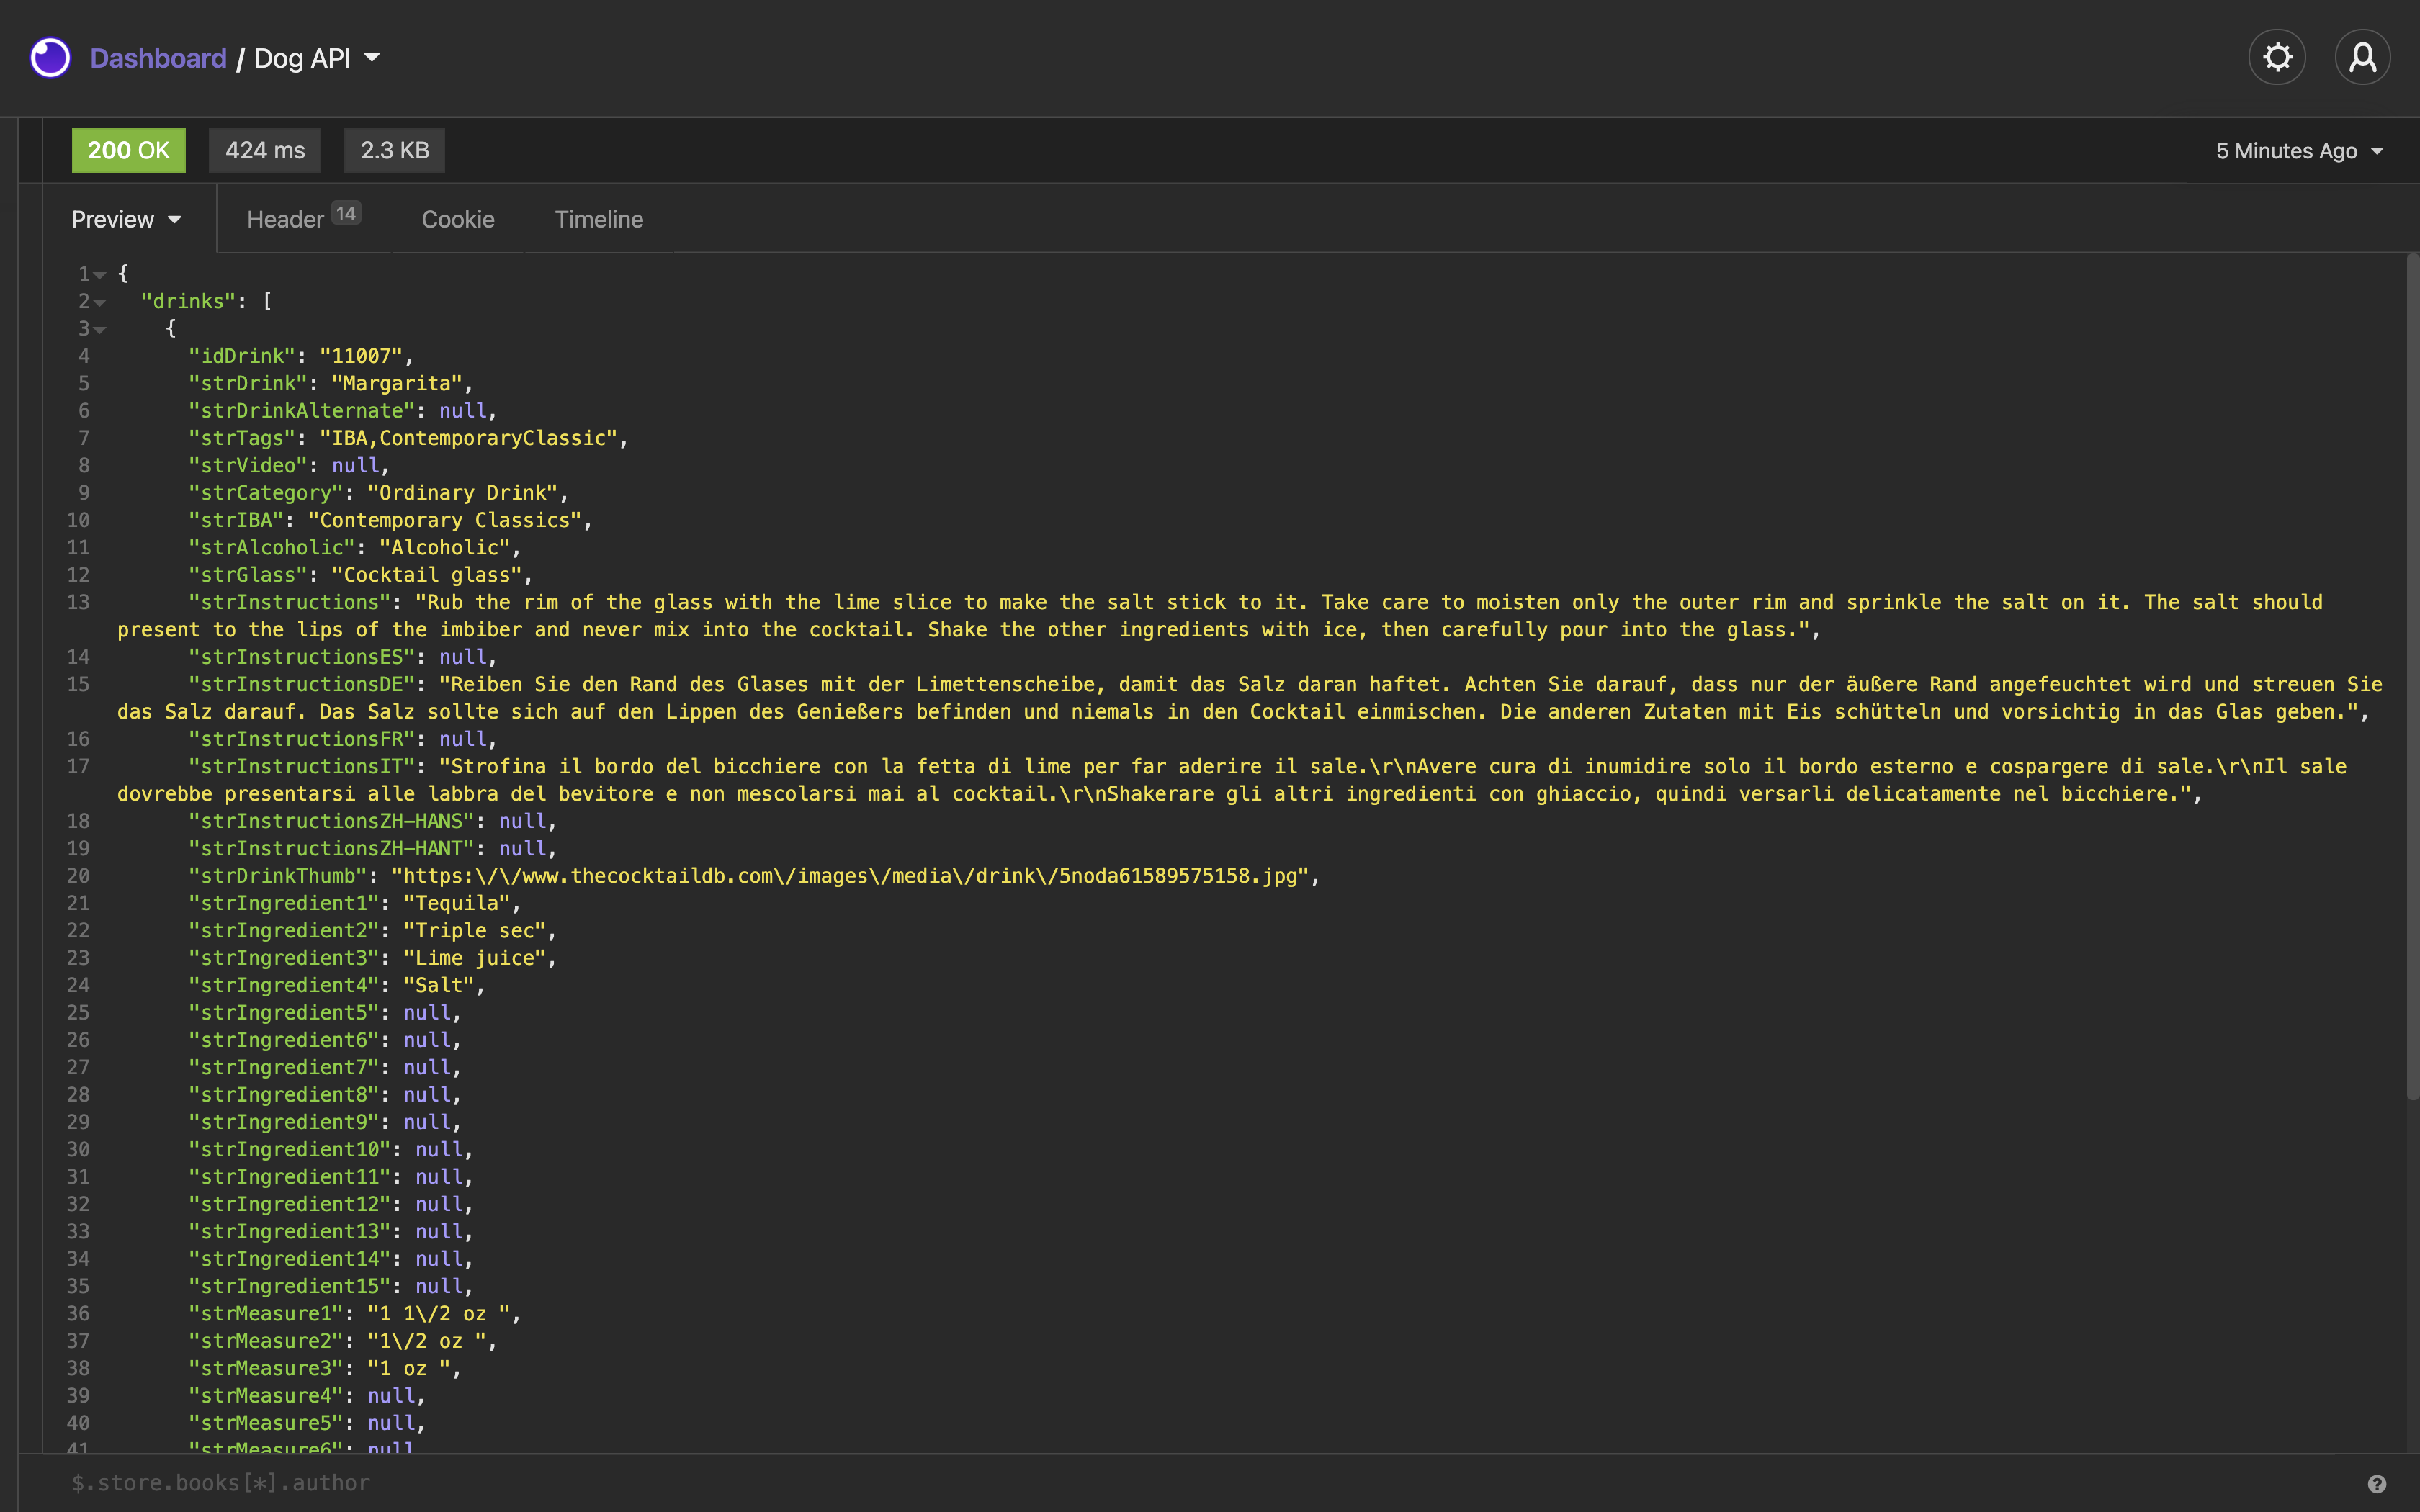 Dashboard / Dog API
200 OK 424 ms 2.3 KB 5 Minutes Ago
Preview Header 14 Cookie Timeline
1 {
2 "drinks": [
3 {
4 "idDrink": "11007",
5 "strDrink": "Margarita",
6 "strDrinkAlternate": null,
7 "strTags": "IBA,ContemporaryClassic",
8 "strVideo": null,
9 "strCategory": "Ordinary Drink",
10 "strIBA": "Contemporary Classics",
11 "strAlcoholic": "Alcoholic",
12 "strGlass": "Cocktail glass",
13 "strInstructions": "Rub the rim of the glass with the lime slice to make the salt stick to it. Take care to moisten only the outer rim and sprinkle the salt on it. The salt should
present to the lips of the imbiber and never mix into the cocktail. Shake the other ingredients with ice, then carefully pour into the glass.",
14 "strInstructionsES": null,
15 "strInstructionsDE": "Reiben Sie den Rand des Glases mit der Limettenscheibe, damit das Salz daran haftet. Achten Sie darauf, dass nur der äußere Rand angefeuchtet wird und streuen Sie
das Salz darauf. Das Salz sollte sich auf den Lippen des Genießers befinden und niemals in den Cocktail einmischen. Die anderen Zutaten mit Eis schütteln und vorsichtig in das Glas geben.",
16 "strInstructionsFR": null,
17 "strInstructionsIT": "Strofina il bordo del bicchiere con la fetta di lime per far aderire il sale.\r\nAvere cura di inumidire solo il bordo esterno e cospargere di sale.\r\nIl sale
dovrebbe presentarsi alle labbra del bevitore e non mescolarsi mai al cocktail.\r\nShakerare gli altri ingredienti con ghiaccio, quindi versarli delicatamente nel bicchiere.",
18 "strInstructionsZH-HANS": null,
19 "strInstructionsZH-HANT": null,
20 "strDrinkThumb": "https:\/\/www.thecocktaildb.com\/images\/media\/drink\/5noda61589575158.jpg",
21 "strIngredient1": "Tequila",
22 "strIngredient2": "Triple sec",
23 "strIngredient3": "Lime juice",
24 "strIngredient4": "Salt",
25 "strIngredient5": null,
26 "strIngredient6": null,
27 "strIngredient7": null,
28 "strIngredient8": null,
29 "strIngredient9": null,
30 "strIngredient10": null,
31 "strIngredient11": null,
32 "strIngredient12": null,
33 "strIngredient13": null,
34 "strIngredient14": null,
35 "strIngredient15": null,
36 "strMeasure1": "1 1\/2 oz ",
37 "strMeasure2": "1\/2 oz ",
38 "strMeasure3": "1 oz ",
39 "strMeasure4": null,
40 "strMeasure5": null,
41 "strMeasure6": null
$.store.books[*].author